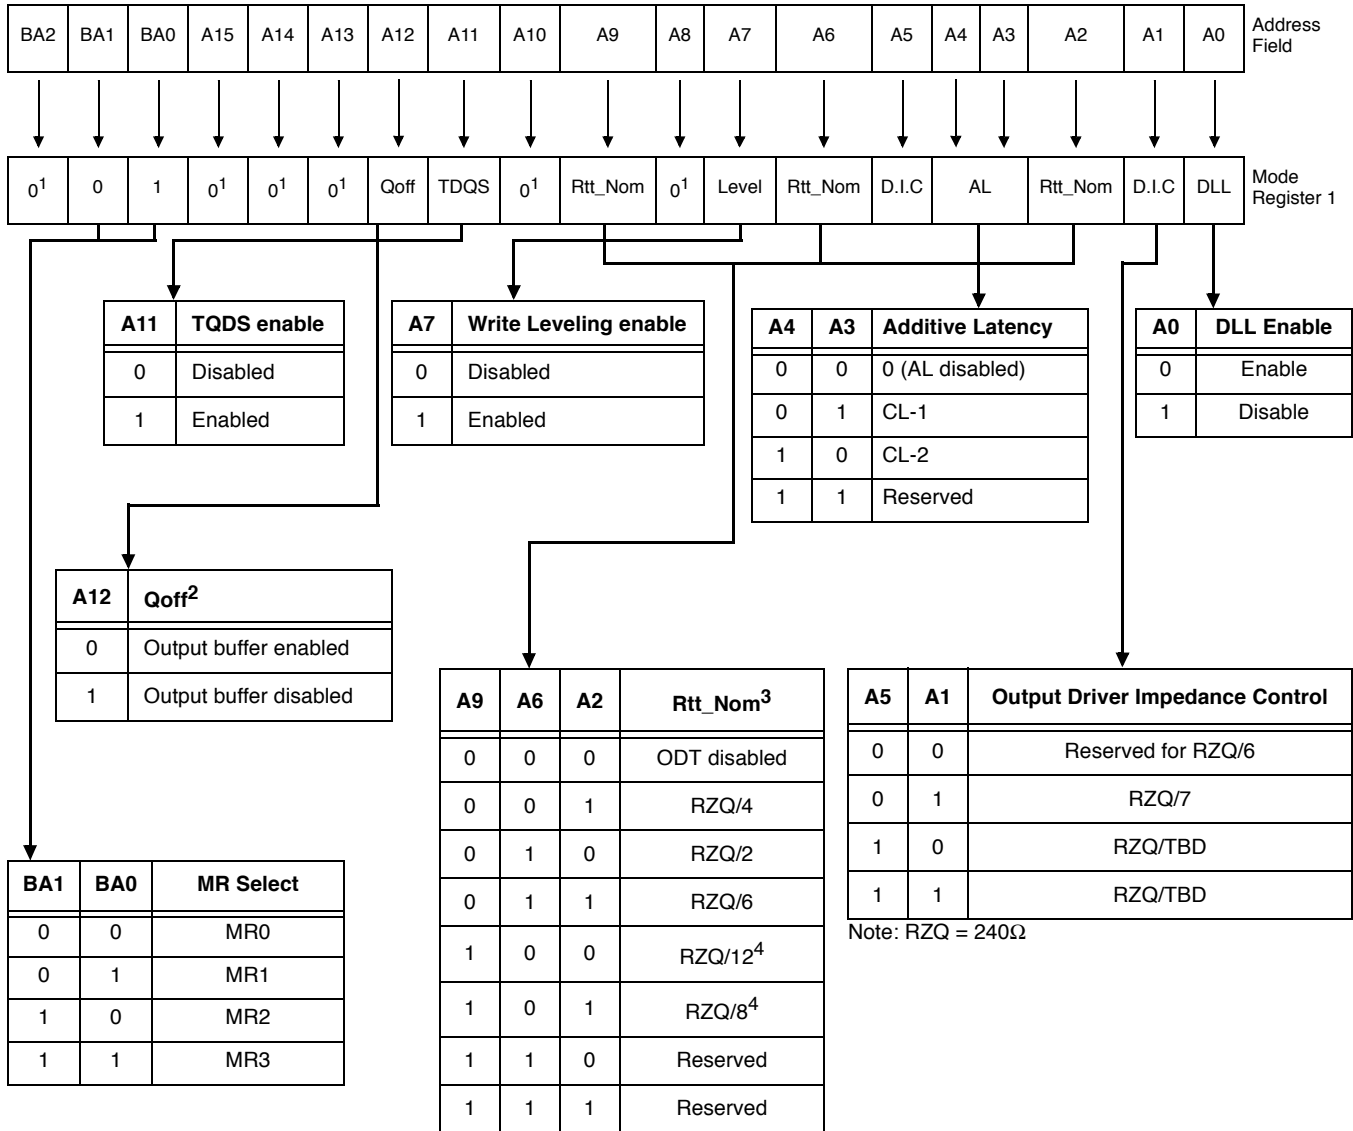 BA2 BA1 BA0 A15 A14 A13 A12 A11 A10 A9 A8 A7 A6 A5 A4 A3 A2 A1 A0 Address Field
0¹ 0 1 0¹ 0¹ 0¹ Qoff TDQS 0¹ Rtt_Nom 0¹ Level Rtt_Nom D.I.C AL Rtt_Nom D.I.C DLL Mode Register 1
A11 TQDS enable
0 Disabled
1 Enabled
A7 Write Leveling enable
0 Disabled
1 Enabled
A4 A3 Additive Latency
0 0 0 (AL disabled)
0 1 CL-1
1 0 CL-2
1 1 Reserved
A0 DLL Enable
0 Enable
1 Disable
A12 Qoff²
0 Output buffer enabled
1 Output buffer disabled
A9 A6 A2 Rtt_Nom³
0 0 0 ODT disabled
0 0 1 RZQ/4
0 1 0 RZQ/2
0 1 1 RZQ/6
1 0 0 RZQ/12⁴
1 0 1 RZQ/8⁴
1 1 0 Reserved
1 1 1 Reserved
A5 A1 Output Driver Impedance Control
0 0 Reserved for RZQ/6
0 1 RZQ/7
1 0 RZQ/TBD
1 1 RZQ/TBD
Note: RZQ = 240Ω
BA1 BA0 MR Select
0 0 MR0
0 1 MR1
1 0 MR2
1 1 MR3